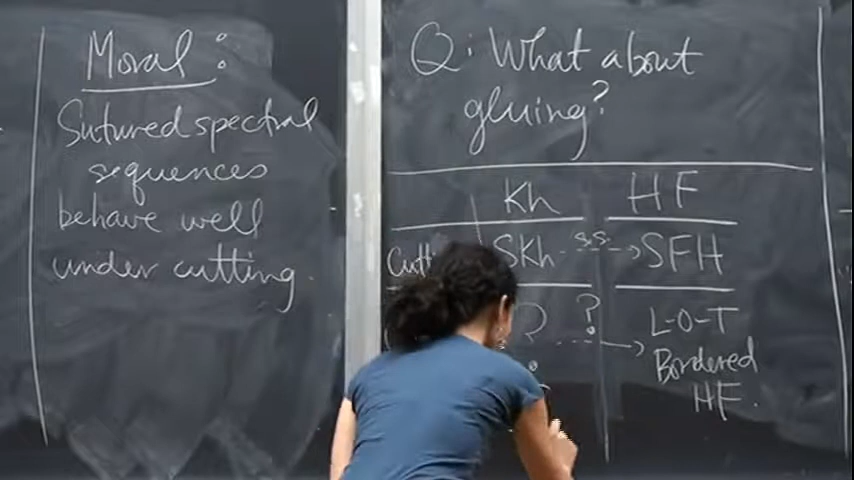 Moral:
Sutured spectral
sequences
behave well
under cutting.
Q: What about
gluing?
Kh HF
SKh s.s. → SFH
? ? → L-O-T
Bordered
HF.